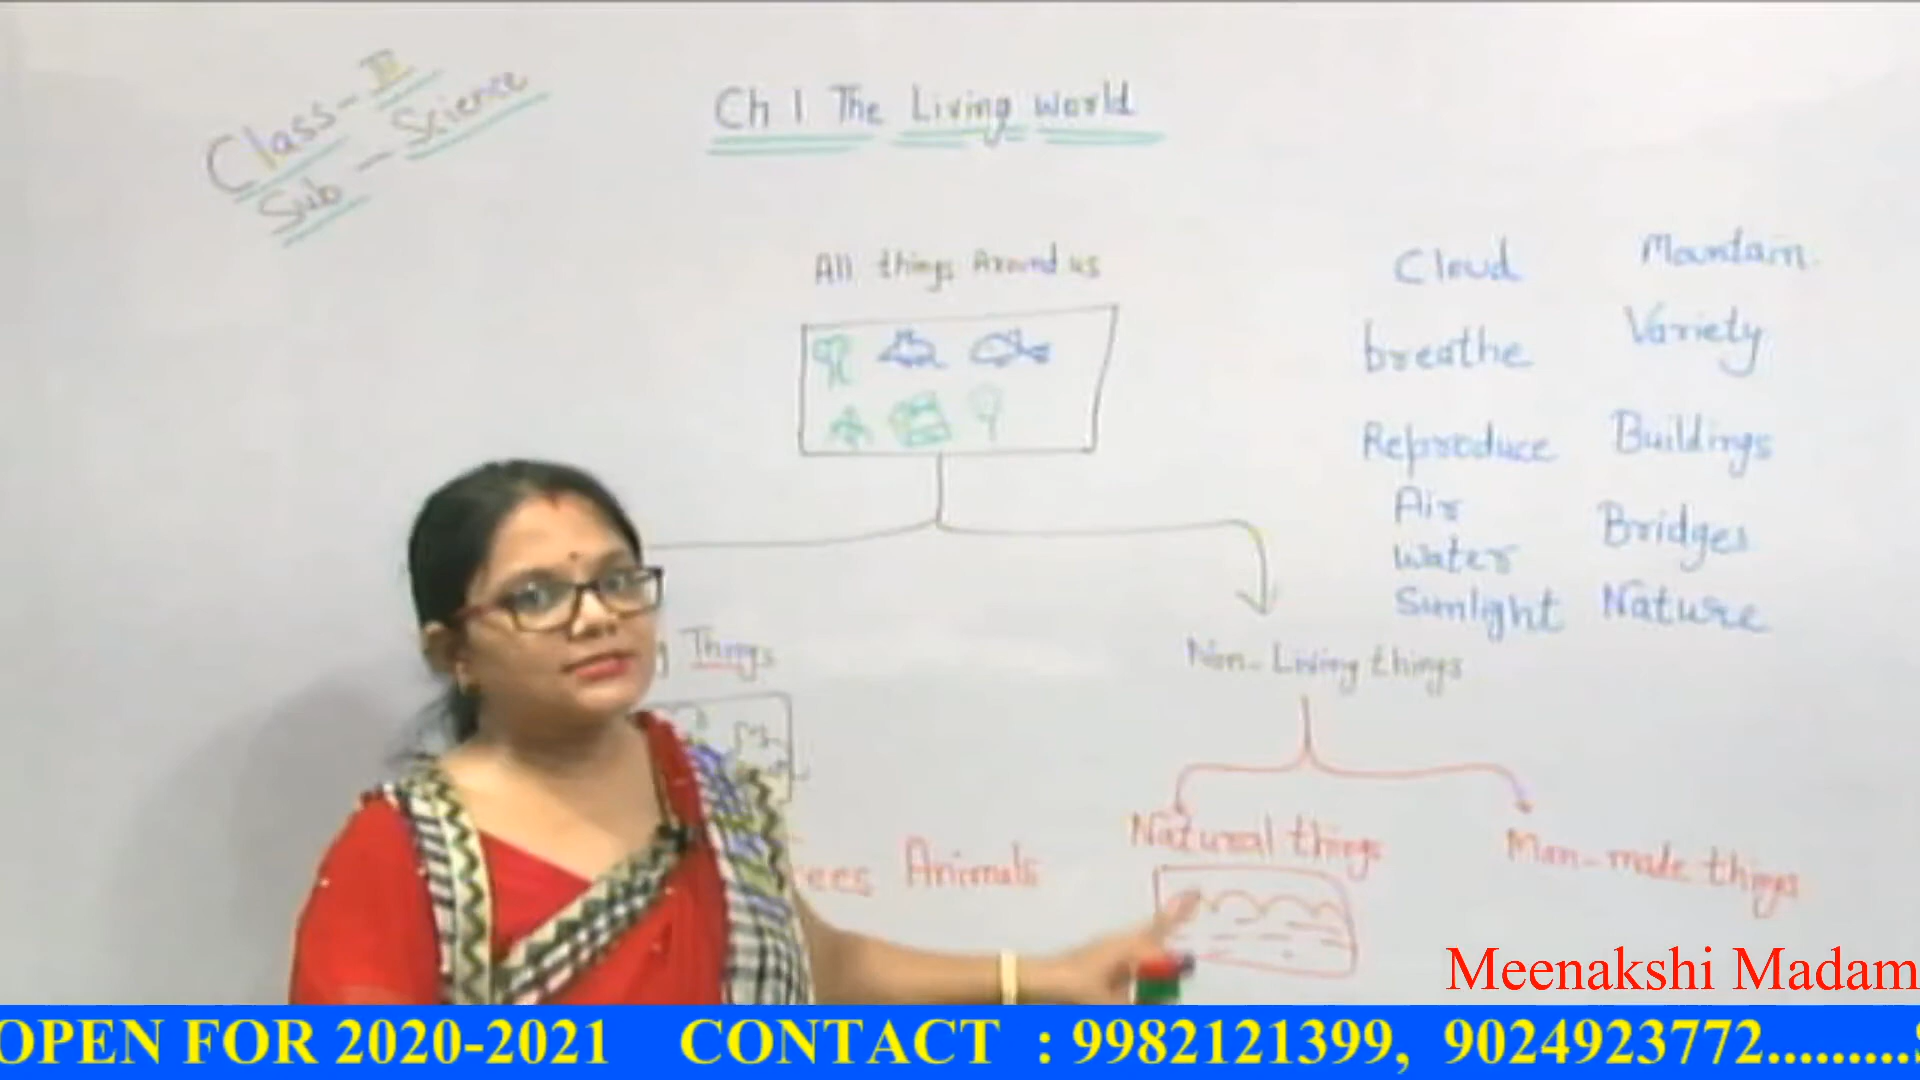 Class - III
Sub - Science
Ch 1 The Living world
All things Around us
Cloud
Mountain
breathe
Variety
Reproduce
Buildings
Air
Bridges
water
Sunlight
Nature
Things
Non-Living things
Natural things
Man-made things
Animals
Meenakshi Madam
OPEN FOR 2020-2021 CONTACT : 9982121399, 9024923772.........S